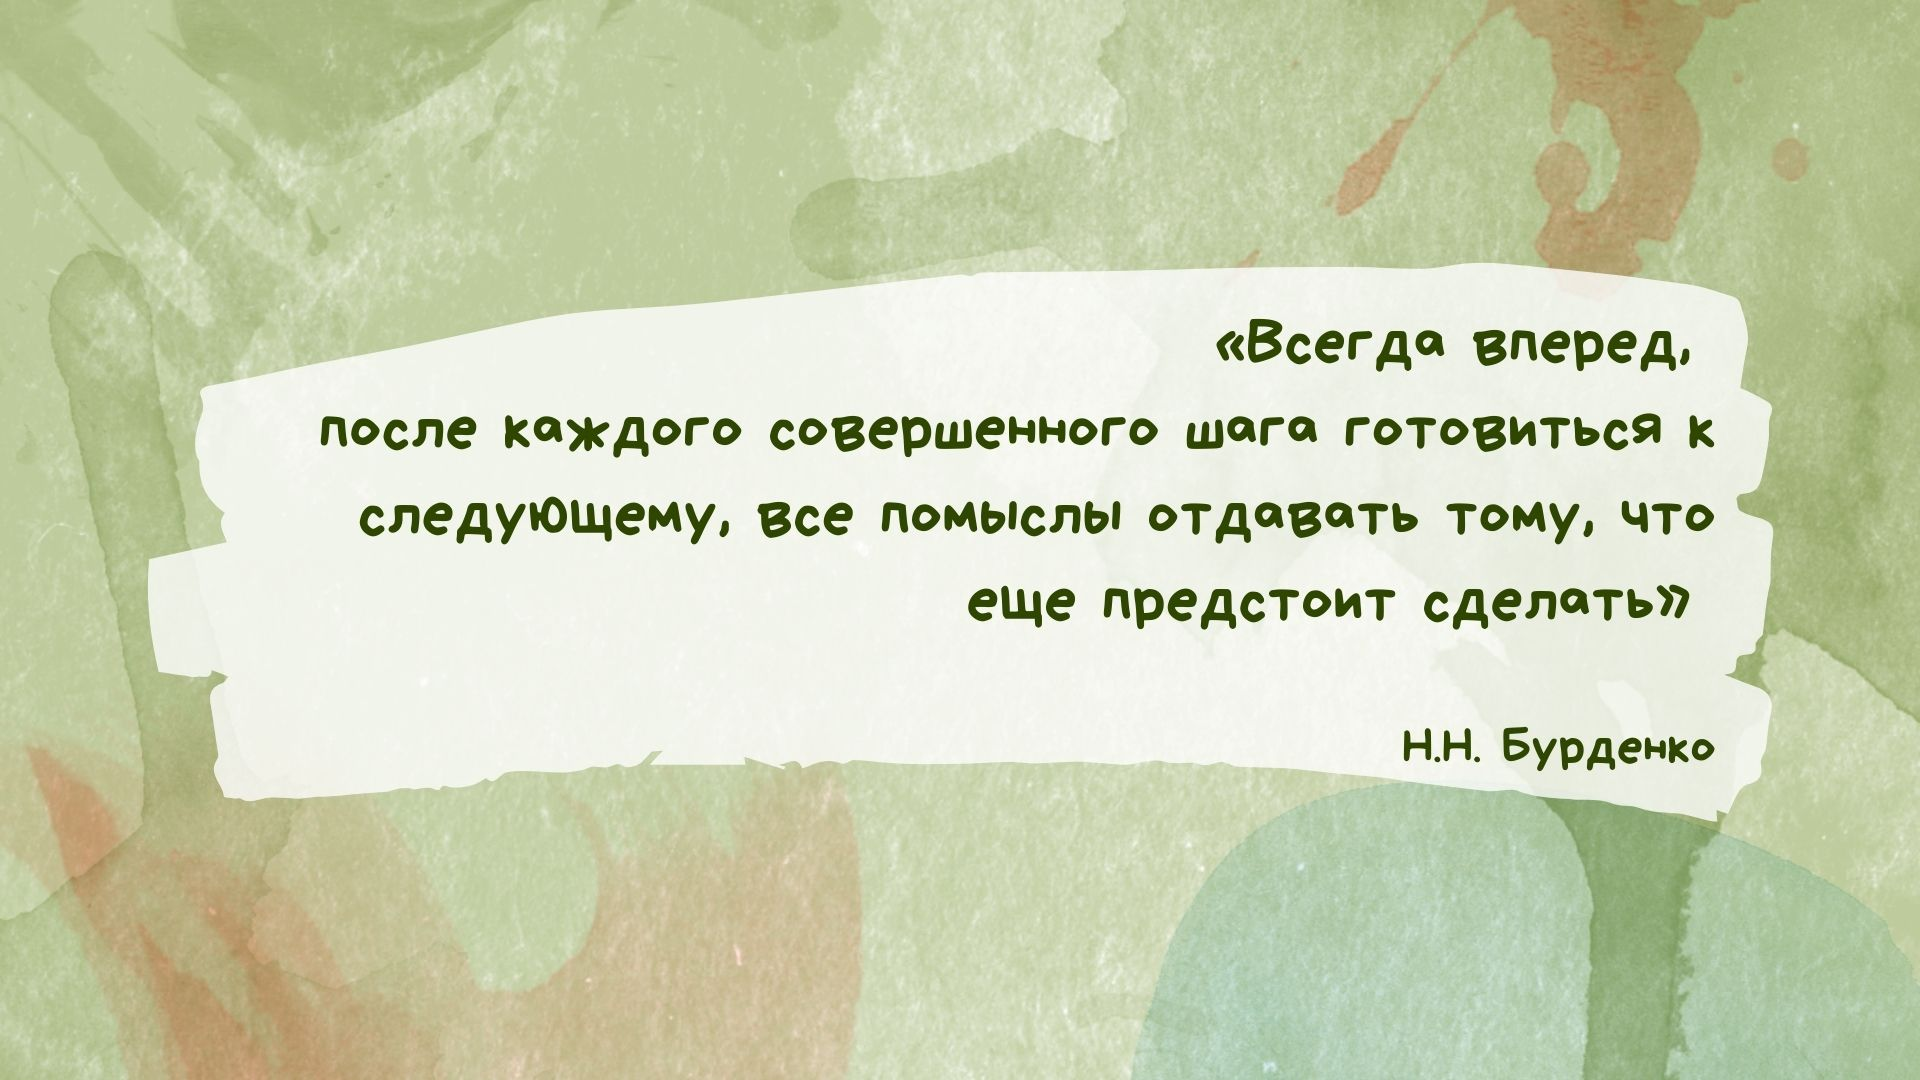 «Всегда вперед,
после каждого совершенного шага готовиться к
следующему, все помыслы отдавать тому, что
еще предстоит сделать»
Н.Н. Бурденко